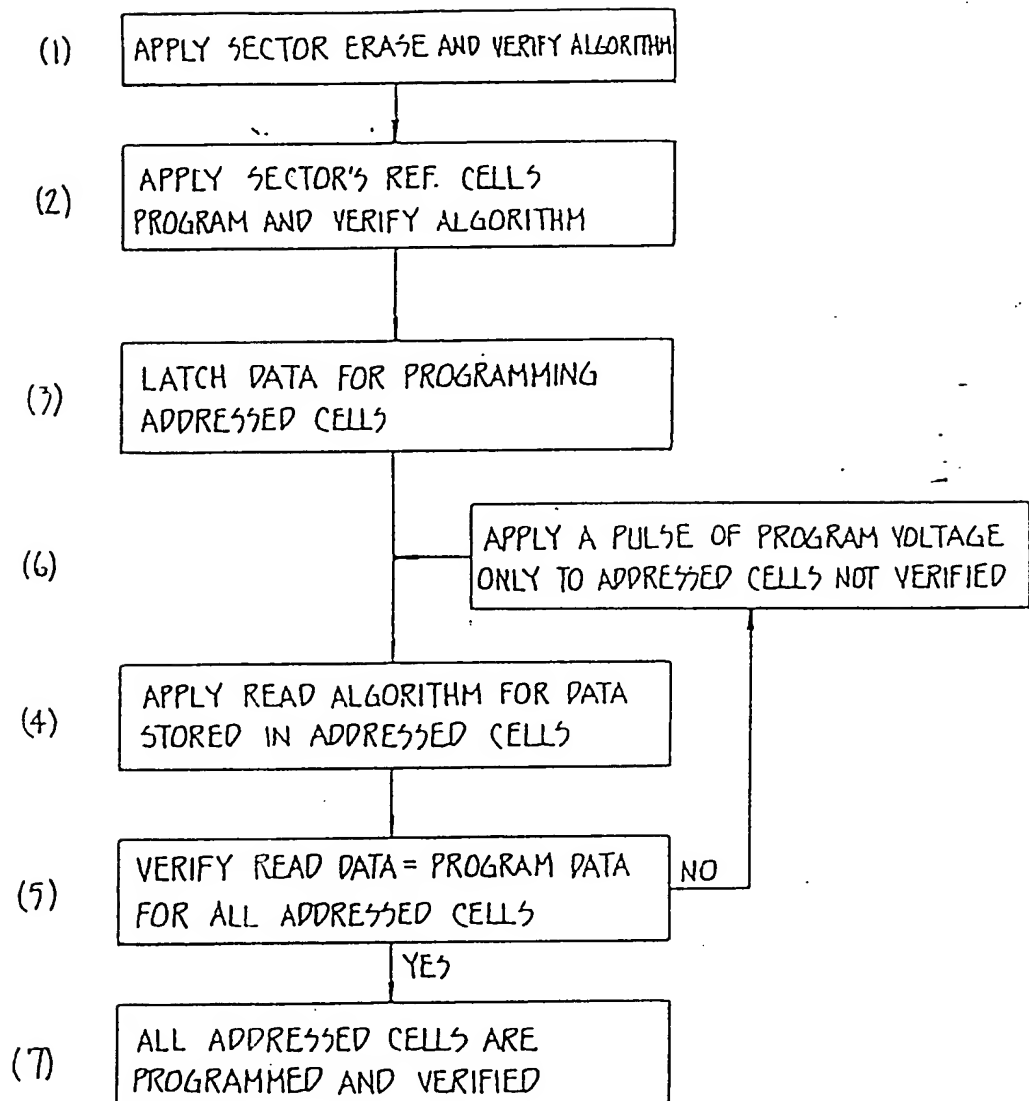 (1) APPLY SECTOR ERASE AND VERIFY ALGORITHM
(2) APPLY SECTOR'S REF. CELLS
PROGRAM AND VERIFY ALGORITHM
(3) LATCH DATA FOR PROGRAMMING
ADDRESSED CELLS
(6) APPLY A PULSE OF PROGRAM VOLTAGE
ONLY TO ADDRESSED CELLS NOT VERIFIED
(4) APPLY READ ALGORITHM FOR DATA
STORED IN ADDRESSED CELLS
(5) VERIFY READ DATA = PROGRAM DATA
FOR ALL ADDRESSED CELLS
NO
YES
(7) ALL ADDRESSED CELLS ARE
PROGRAMMED AND VERIFIED